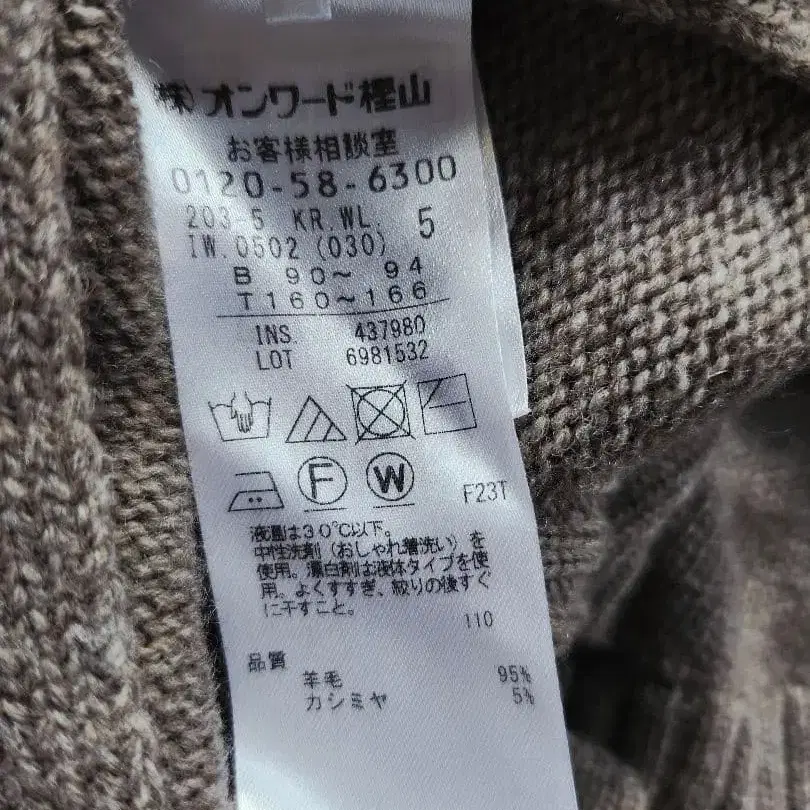 ㈱オンワード樫山
お客様相談室
0120-58-6300
203-5 KR.WL. 5
IW.0502 (030)
B 90～ 94
T160～166
INS. 437980
LOT 6981532
F W
F23T
液温は30℃以下。
中性洗剤（おしゃれ着洗い）を
使用。漂白剤は液体タイプを使
用。よくすすぎ、絞りの後すぐ
に干すこと。
110
品質
羊毛 95%
カシミヤ 5%